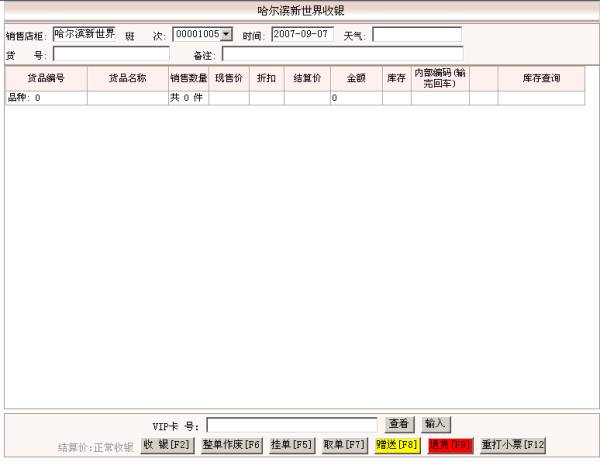 哈尔滨新世界收银
销售店柜: 哈尔滨新世界 班 次: 00001005 时间: 2007-09-07 天气:
货 号: 备注:
货品编号 货品名称 销售数量 现售价 折扣 结算价 金额 库存 内部编码(输完回车) 库存查询
品种: 0 共 0 件 0
VIP卡 号: 查看 输入
结算价:正常收银 收 银[F2] 整单作废[F6 挂单[F5] 取单[F7] 赠送[F8] 退货[F9] 重打小票[F12